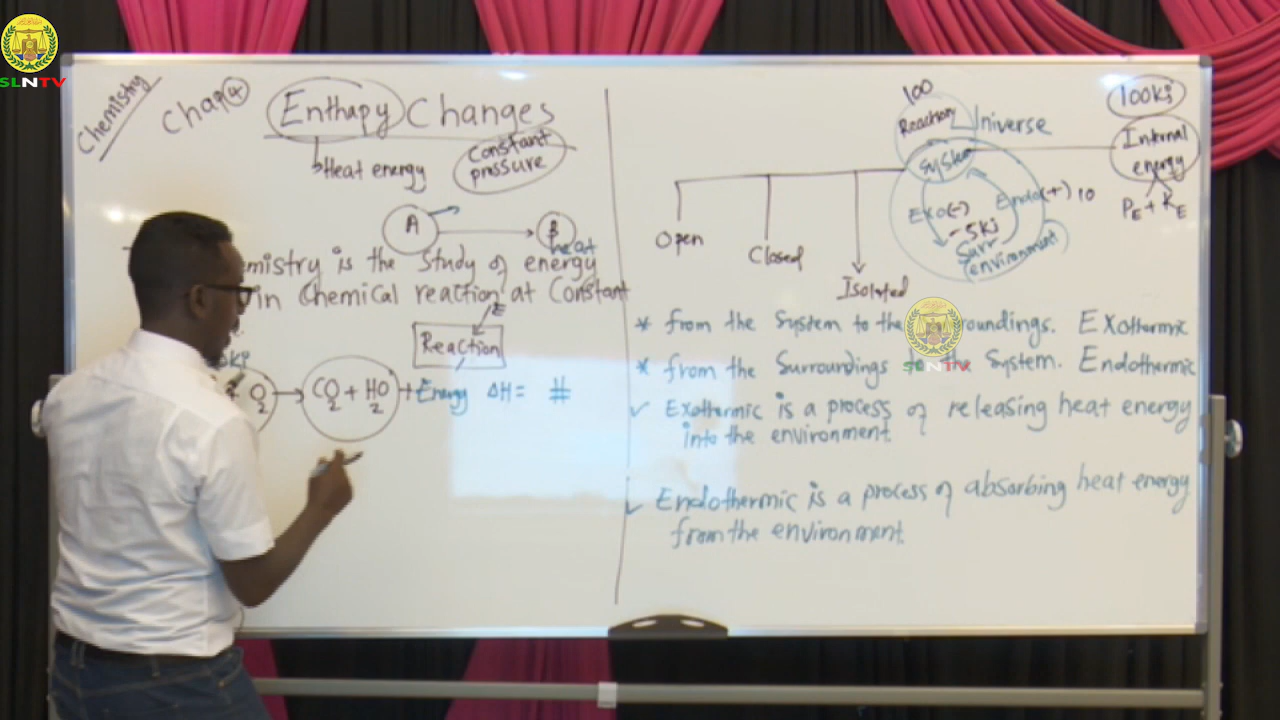 SLNTV
Chemistry
Chap 4
Enthapy Changes
Heat energy
Constant
pressure
A
B
heat
emistry is the study of energy
in Chemical reaction at Constant
E
Reaction
O2 → CO2 + H2O + Energy ΔH = #
100
Reaction
Universe
System
100kj
Internal
energy
PE + KE
Exo(-)
Endo(+) 10
-5kj
Surr
environment
Open
Closed
Isolated
* from the System to the roundings. EXothermic
* from the Surroundings to the System. Endothermic
SLNTV
✓ Exothermic is a process of releasing heat energy
into the environment.
✓ Endothermic is a process of absorbing heat energy
from the environment.